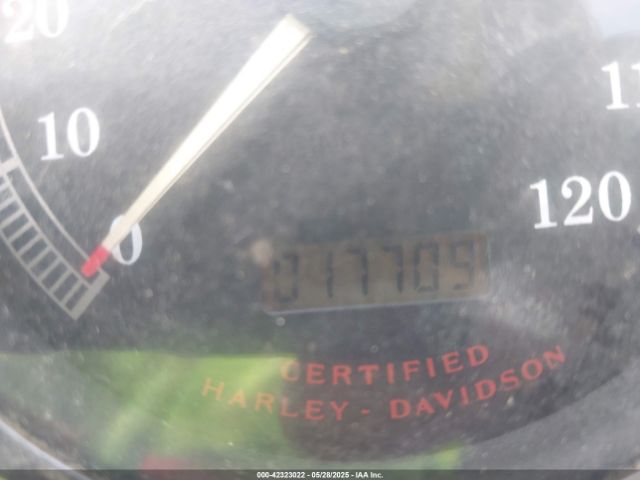 20
10
0
11
120
017709
CERTIFIED
HARLEY - DAVIDSON
000-42323022 / 05/28/2025 - IAA Inc.